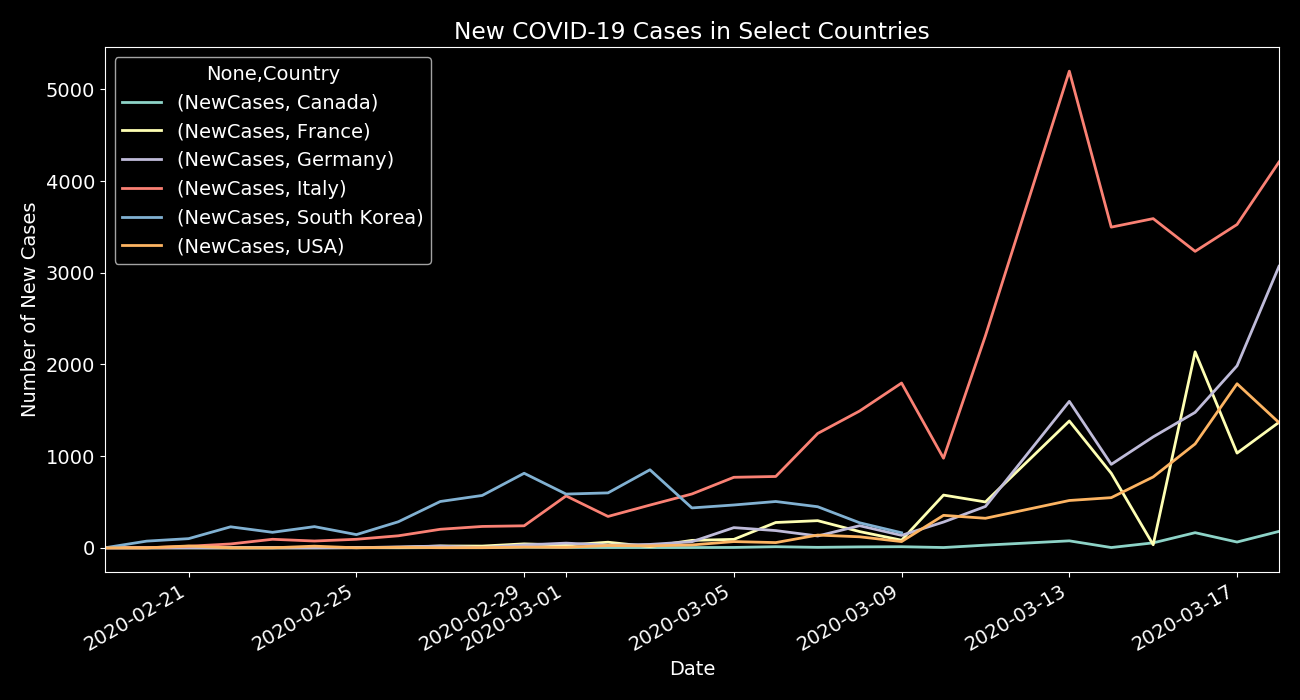 New COVID-19 Cases in Select Countries
None,Country
(NewCases, Canada)
(NewCases, France)
(NewCases, Germany)
(NewCases, Italy)
(NewCases, South Korea)
(NewCases, USA)
Number of New Cases
5000
4000
3000
2000
1000
0
2020-02-21
2020-02-25
2020-02-29
2020-03-01
2020-03-05
2020-03-09
2020-03-13
2020-03-17
Date